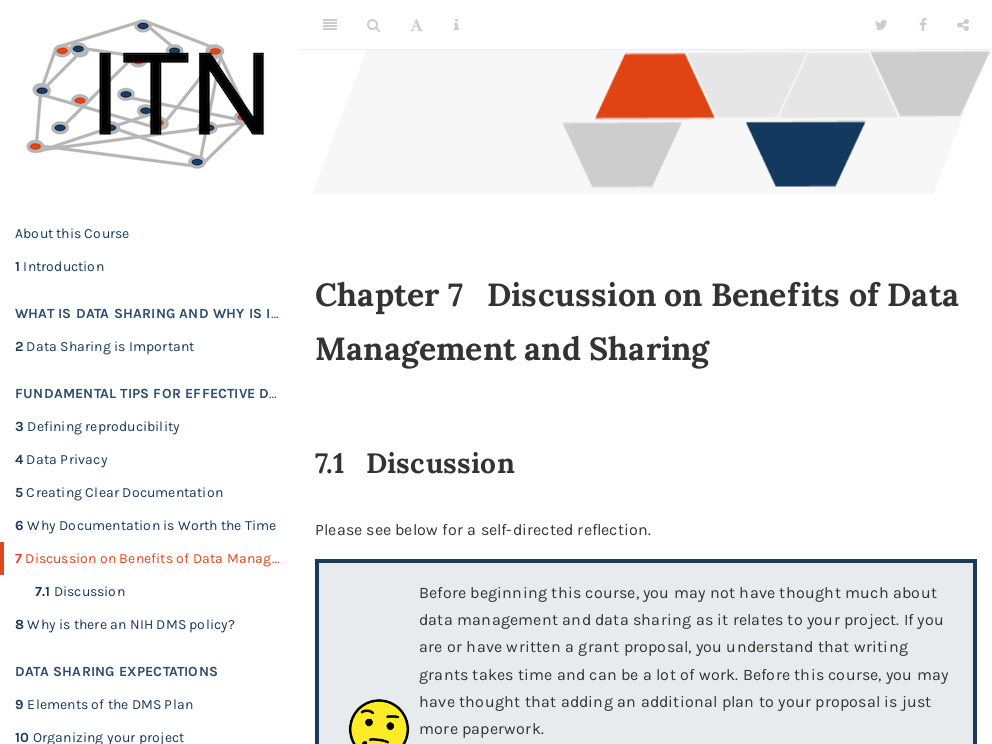 ITN
About this Course
1 Introduction
WHAT IS DATA SHARING AND WHY IS I…
2 Data Sharing is Important
FUNDAMENTAL TIPS FOR EFFECTIVE D…
3 Defining reproducibility
4 Data Privacy
5 Creating Clear Documentation
6 Why Documentation is Worth the Time
7 Discussion on Benefits of Data Manag…
7.1 Discussion
8 Why is there an NIH DMS policy?
DATA SHARING EXPECTATIONS
9 Elements of the DMS Plan
10 Organizing your project
Chapter 7 Discussion on Benefits of Data
Management and Sharing
7.1 Discussion
Please see below for a self-directed reflection.
Before beginning this course, you may not have thought much about
data management and data sharing as it relates to your project. If you
are or have written a grant proposal, you understand that writing
grants takes time and can be a lot of work. Before this course, you may
have thought that adding an additional plan to your proposal is just
more paperwork.